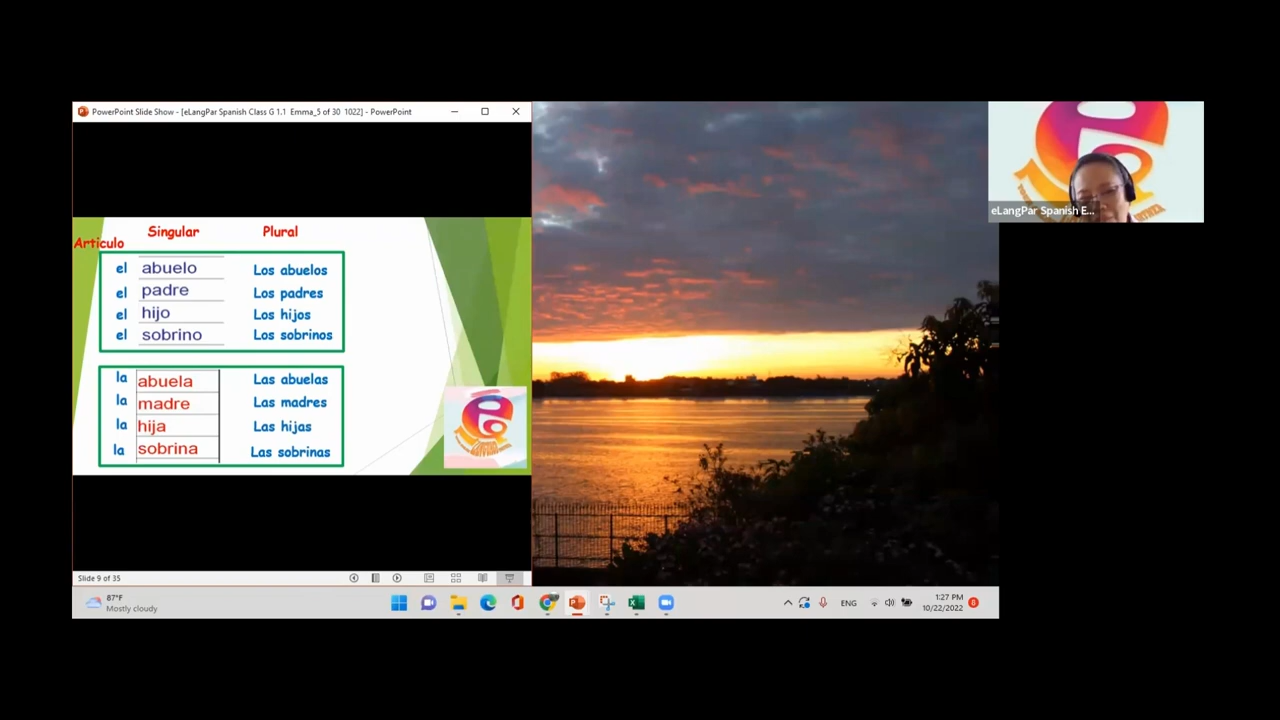 PowerPoint Slide Show - [eLangPar Spanish Class G 1.1 Emma_5 of 30 1022] - PowerPoint
eLangPar Spanish E...
Singular Plural
Artículo
el abuelo Los abuelos
el padre Los padres
el hijo Los hijos
el sobrino Los sobrinos
la abuela Las abuelas
la madre Las madres
la hija Las hijas
la sobrina Las sobrinas
Slide 9 of 35
87°F
Mostly cloudy
ENG
1:27 PM
10/22/2022
8